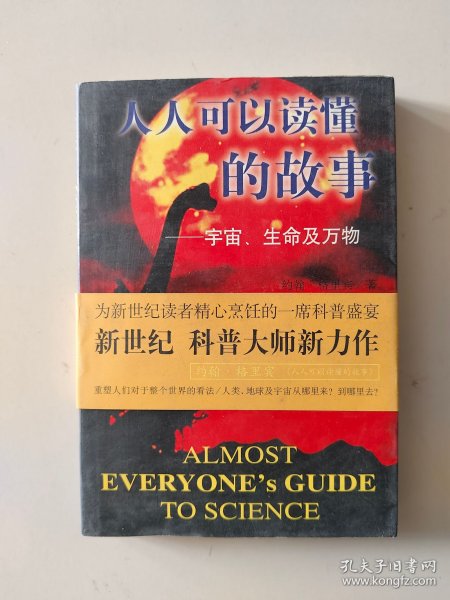 人人可以读懂
的故事
——宇宙、生命及万物
约翰·格里宾 著
为新世纪读者精心烹饪的一席科普盛宴
新世纪 科普大师新力作
约翰·格里宾 《人人可以读懂的故事》
重塑人们对于整个世界的看法/人类、地球及宇宙从哪里来？到哪里去？
ALMOST
EVERYONE's GUIDE
TO SCIENCE
孔夫子旧书网
www.kongfz.com